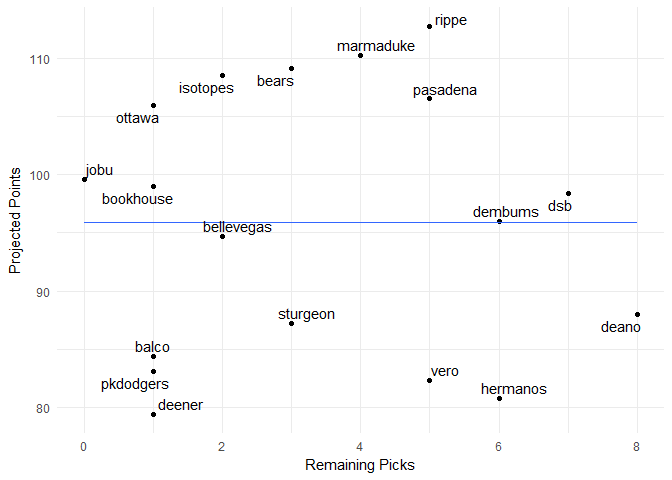 rippe
marmaduke
bears
isotopes
pasadena
ottawa
jobu
bookhouse
dsb
dembums
bellevegas
sturgeon
deano
balco
vero
pkdodgers
hermanos
deener
110
100
90
80
Projected Points
0 2 4 6 8
Remaining Picks